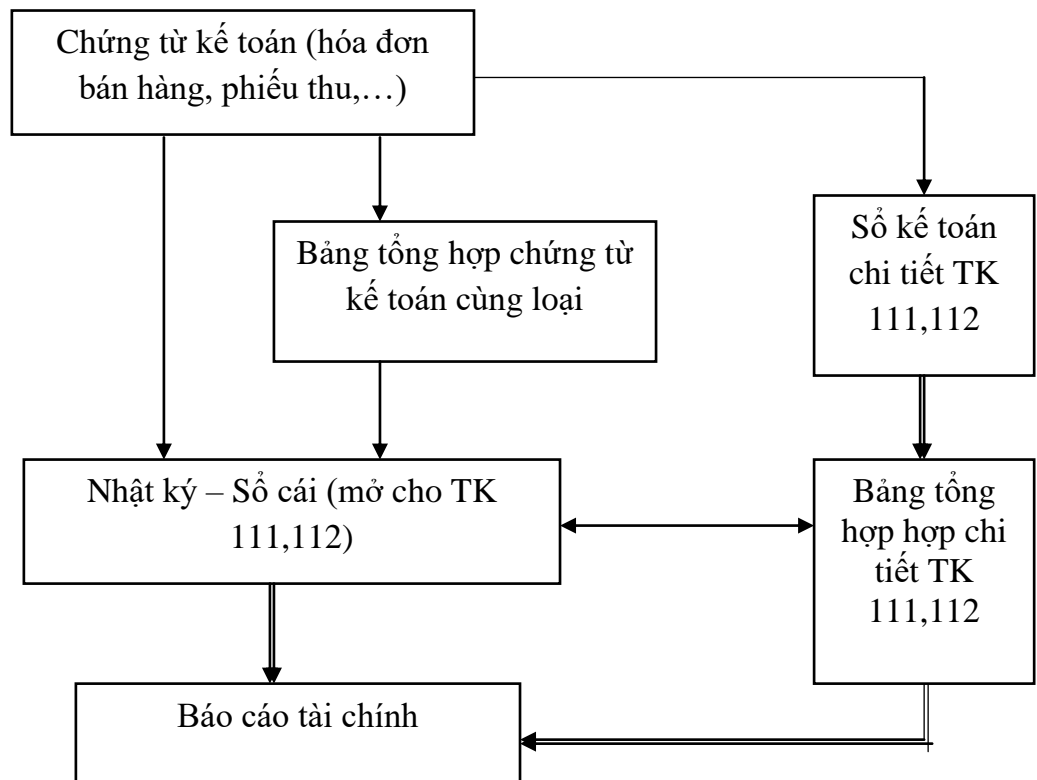 Chứng từ kế toán (hóa đơn
bán hàng, phiếu thu,…)
Bảng tổng hợp chứng từ
kế toán cùng loại
Sổ kế toán
chi tiết TK
111,112
Nhật ký – Sổ cái (mở cho TK
111,112)
Bảng tổng
hợp hợp chi
tiết TK
111,112
Báo cáo tài chính